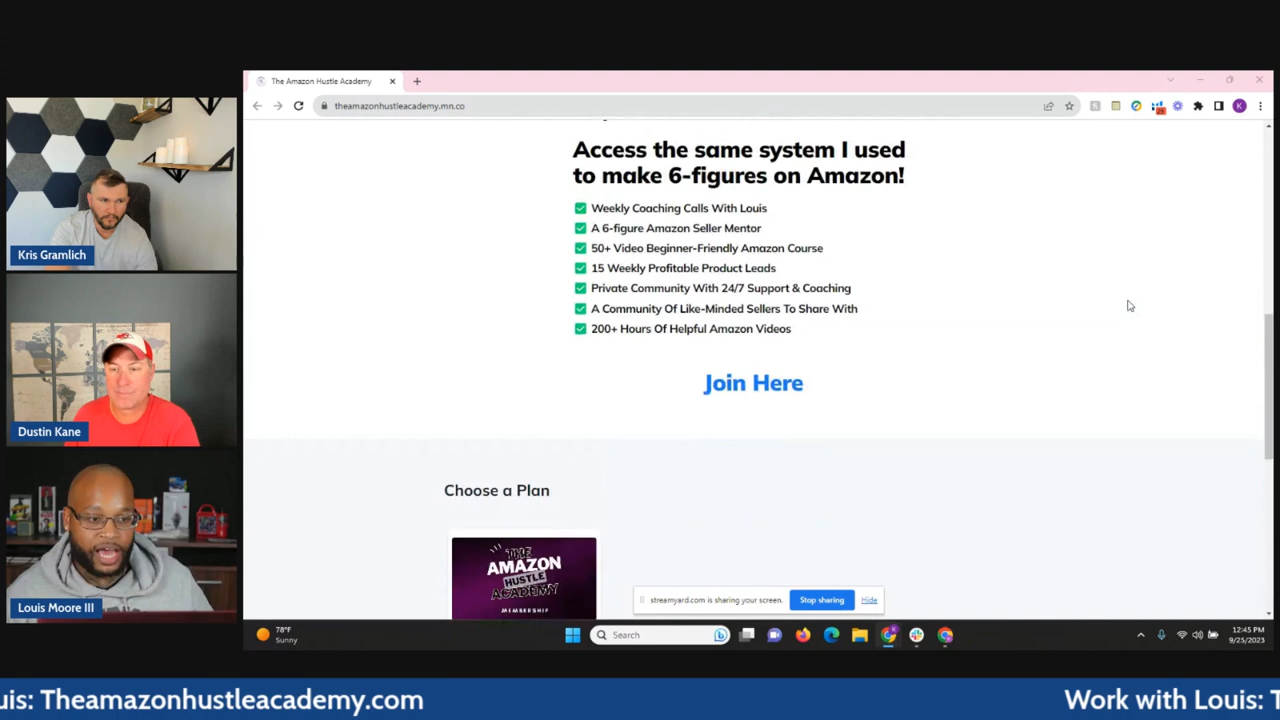 The Amazon Hustle Academy
theamazonhustleacademy.mn.co
K
Access the same system I used
to make 6-figures on Amazon!
Weekly Coaching Calls With Louis
A 6-figure Amazon Seller Mentor
50+ Video Beginner-Friendly Amazon Course
15 Weekly Profitable Product Leads
Private Community With 24/7 Support & Coaching
A Community Of Like-Minded Sellers To Share With
200+ Hours Of Helpful Amazon Videos
Join Here
Choose a Plan
THE
AMAZON
HUSTLE
ACADEMY
MEMBERSHIP
streamyard.com is sharing your screen.
Stop sharing
Hide
Kris Gramlich
Dustin Kane
Louis Moore III
78°F
Sunny
Search
12:45 PM
9/25/2023
uis: Theamazonhustleacademy.com
Work with Louis: T